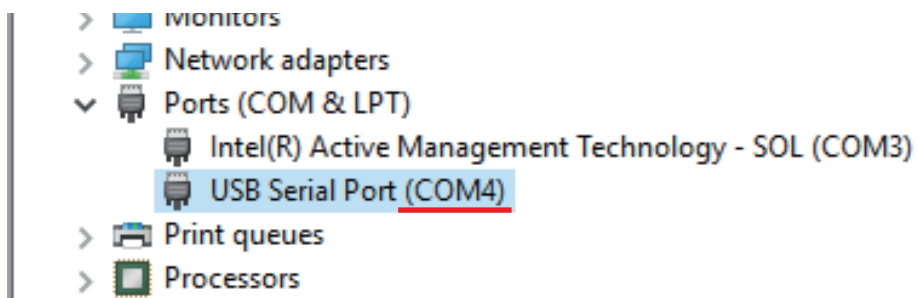 Monitors
Network adapters
Ports (COM & LPT)
Intel(R) Active Management Technology - SOL (COM3)
USB Serial Port (COM4)
Print queues
Processors